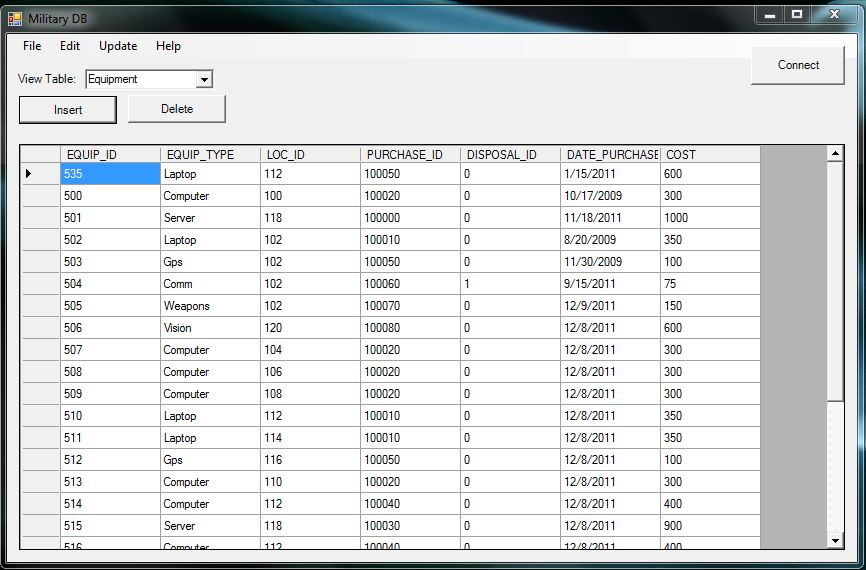 Military DB
File Edit Update Help
Connect
View Table: Equipment
Insert Delete
EQUIP_ID EQUIP_TYPE LOC_ID PURCHASE_ID DISPOSAL_ID DATE_PURCHASE COST
535 Laptop 112 100050 0 1/15/2011 600
500 Computer 100 100020 0 10/17/2009 300
501 Server 118 100000 0 11/18/2011 1000
502 Laptop 102 100010 0 8/20/2009 350
503 Gps 102 100050 0 11/30/2009 100
504 Comm 102 100060 1 9/15/2011 75
505 Weapons 102 100070 0 12/9/2011 150
506 Vision 120 100080 0 12/8/2011 600
507 Computer 104 100020 0 12/8/2011 300
508 Computer 106 100020 0 12/8/2011 300
509 Computer 108 100020 0 12/8/2011 300
510 Laptop 112 100010 0 12/8/2011 350
511 Laptop 114 100010 0 12/8/2011 350
512 Gps 116 100050 0 12/8/2011 100
513 Computer 110 100020 0 12/8/2011 300
514 Computer 112 100040 0 12/8/2011 400
515 Server 118 100030 0 12/8/2011 900
516 Computer 112 100040 0 12/8/2011 400